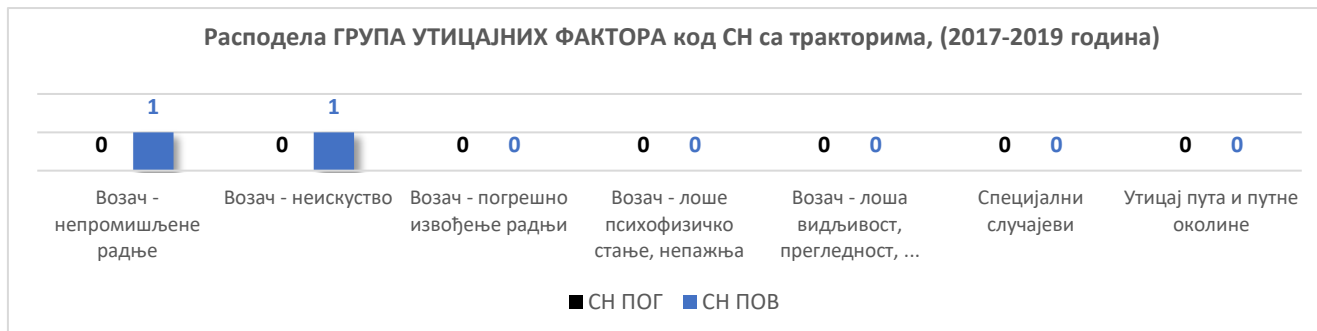 Расподела ГРУПА УТИЦАЈНИХ ФАКТОРА код СН са тракторима, (2017-2019 година)
0 1 0 1 0 0 0 0 0 0 0 0 0 0
Возач -
непромишљене
радње
Возач - неискуство
Возач - погрешно
извођење радњи
Возач - лоше
психофизичко
стање, непажња
Возач - лоша
видљивост,
прегледност, ...
Специјални
случајеви
Утицај пута и путне
околине
СН ПОГ СН ПОВ